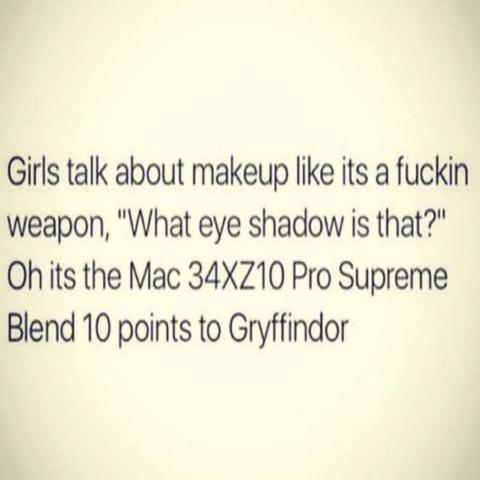 Girls talk about makeup like its a fuckin
weapon, "What eye shadow is that?"
Oh its the Mac 34XZ10 Pro Supreme
Blend 10 points to Gryffindor